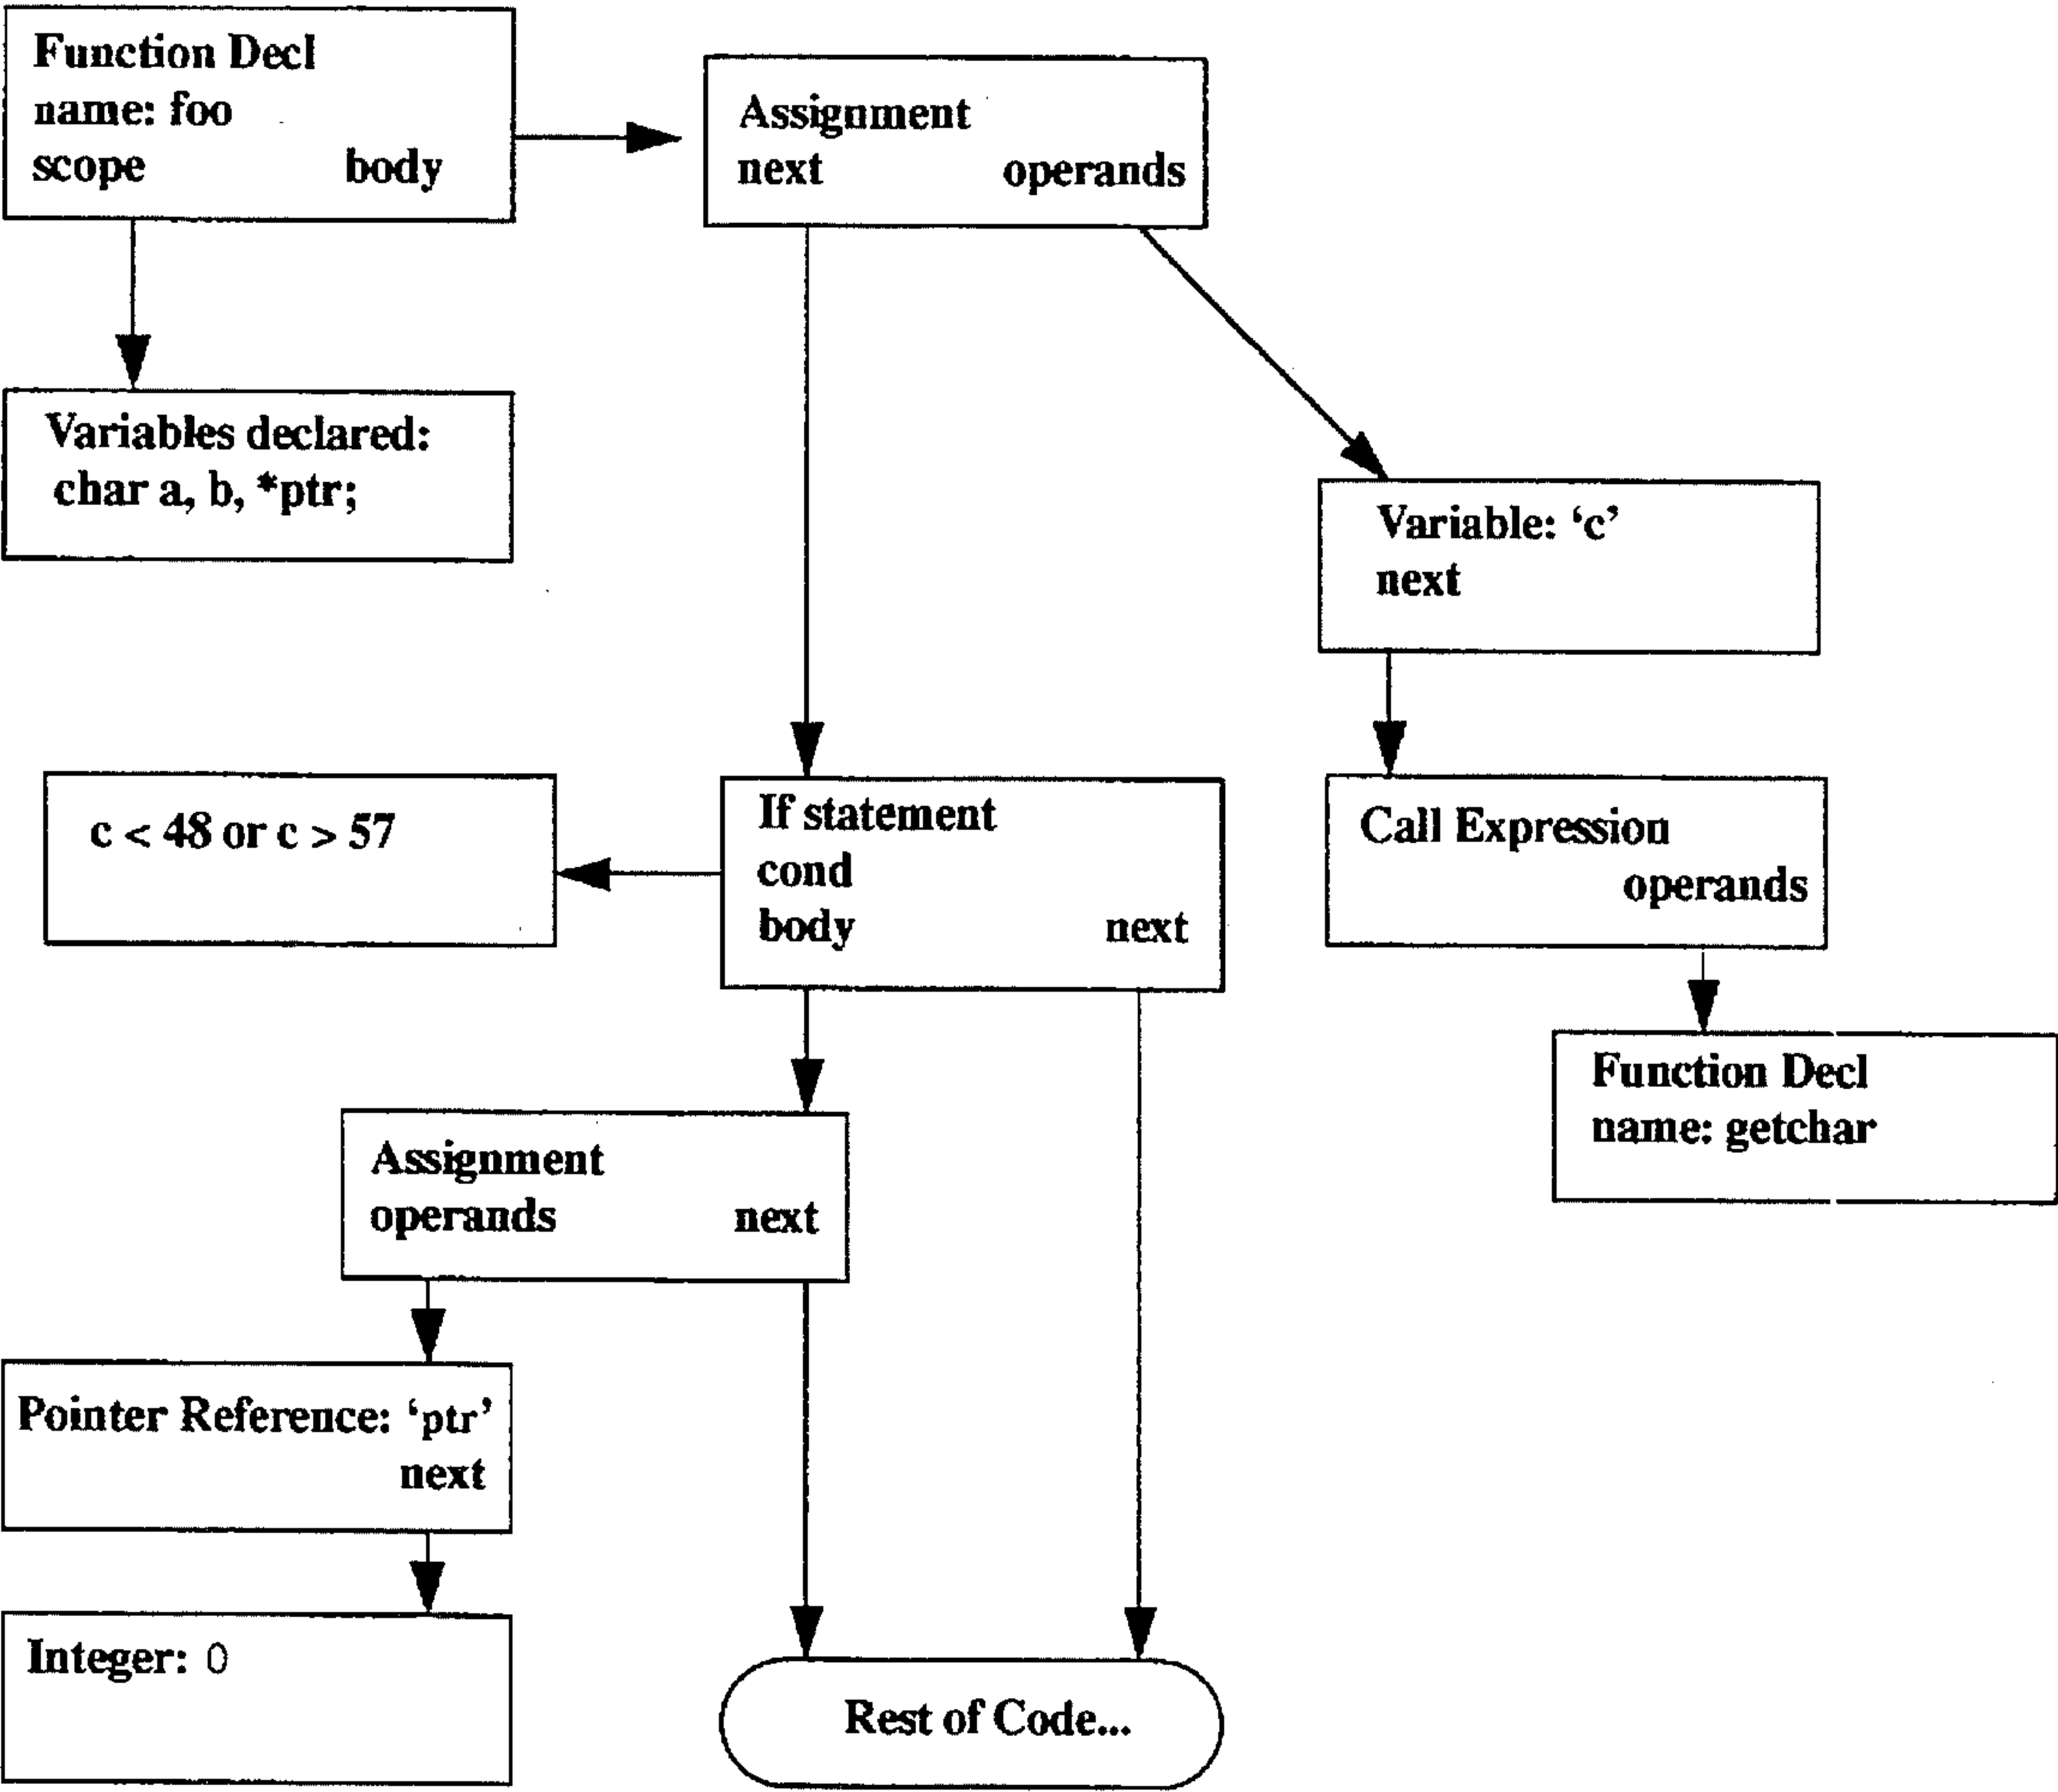 Function Decl
name: foo
scope body
Assignment
next operands
Variables declared:
char a, b, *ptr;
Variable: ‘c’
next
c < 48 or c > 57
If statement
cond
body next
Call Expression
operands
Function Decl
name: getchar
Assignment
operands next
Pointer Reference: ‘ptr’
next
Integer: 0
Rest of Code...